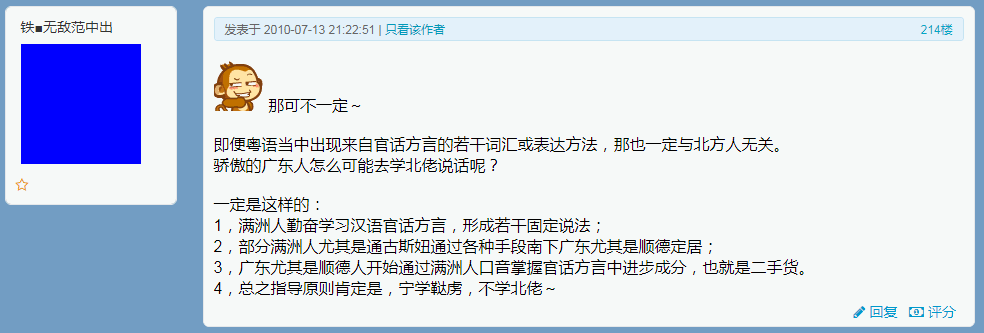 铁■无敌范中出
发表于 2010-07-13 21:22:51 | 只看该作者
214楼
那可不一定～
即便粤语当中出现来自官话方言的若干词汇或表达方法，那也一定与北方人无关。
骄傲的广东人怎么可能去学北佬说话呢？
一定是这样的：
1，满洲人勤奋学习汉语官话方言，形成若干固定说法；
2，部分满洲人尤其是通古斯妞通过各种手段南下广东尤其是顺德定居；
3，广东尤其是顺德人开始通过满洲人口音掌握官话方言中进步成分，也就是二手货。
4，总之指导原则肯定是，宁学鞑虏，不学北佬～
回复 评分